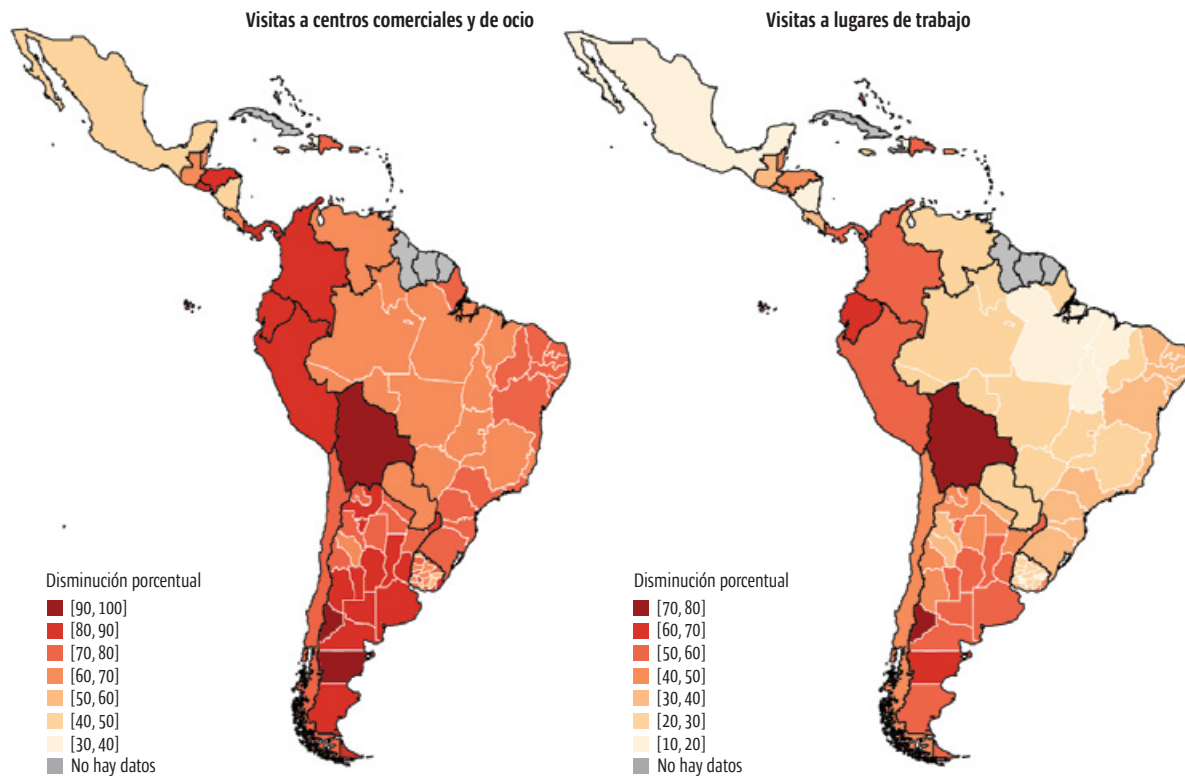 Visitas a centros comerciales y de ocio
Visitas a lugares de trabajo
Disminución porcentual
[90, 100]
[80, 90]
[70, 80]
[60, 70]
[50, 60]
[40, 50]
[30, 40]
No hay datos
Disminución porcentual
[70, 80]
[60, 70]
[50, 60]
[40, 50]
[30, 40]
[20, 30]
[10, 20]
No hay datos